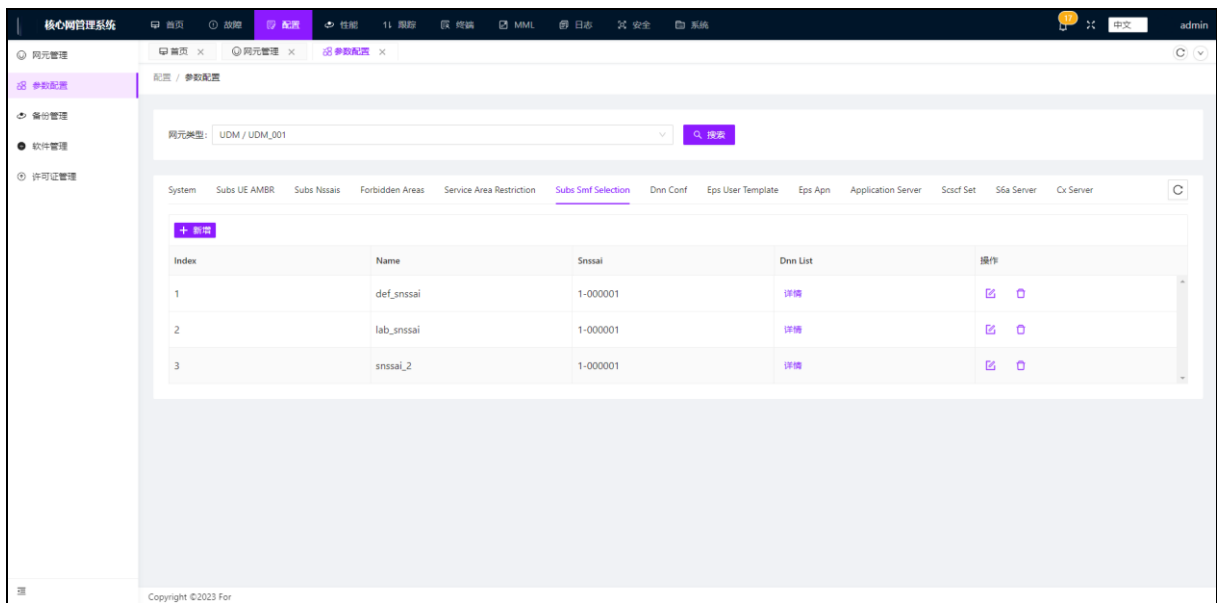 核心网管理系统 首页 故障 配置 性能 跟踪 终端 MML 日志 安全 系统 17 中文 admin
网元管理 首页 × 网元管理 × 参数配置 ×
参数配置 配置 / 参数配置
备份管理
网元类型: UDM / UDM_001 搜索
软件管理
许可证管理
System Subs UE AMBR Subs Nssais Forbidden Areas Service Area Restriction Subs Smf Selection Dnn Conf Eps User Template Eps Apn Application Server Scscf Set S6a Server Cx Server
+ 新增
Index Name Snssai Dnn List 操作
1 def_snssai 1-000001 详情
2 lab_snssai 1-000001 详情
3 snssai_2 1-000001 详情
Copyright ©2023 For